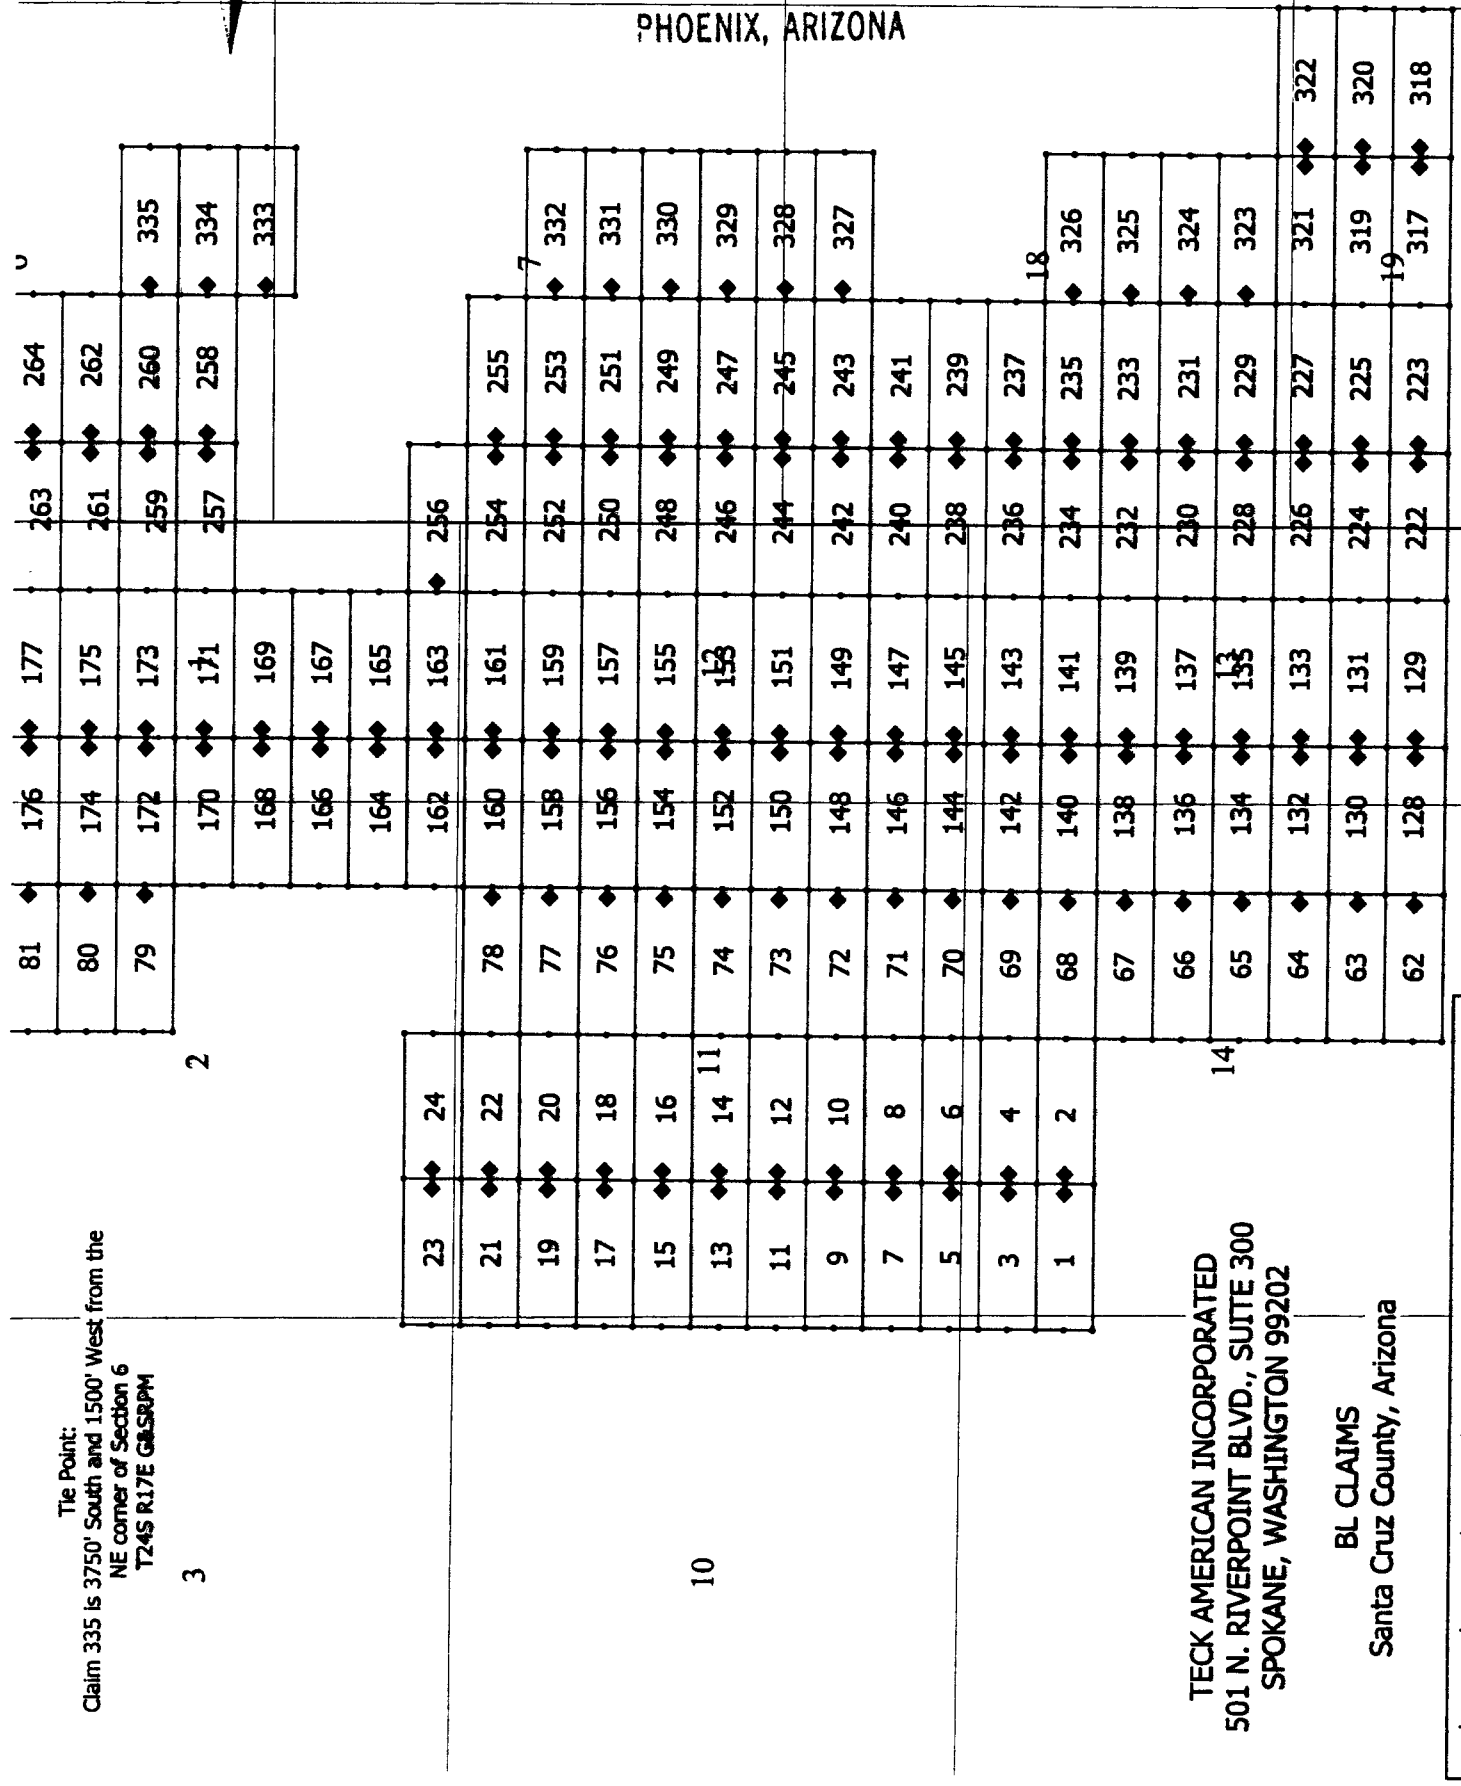 PHOENIX, ARIZONA
Tie Point:
Claim 335 is 3750' South and 1500' West from the
NE corner of Section 6
T24S R17E G&SRPM
81 176 177 263 264
80 174 175 261 262
79 172 173 259 260 335
3 2 170 171 1 257 258 334
168 169 333
166 167
164 165
23 24 162 163 256
21 22 78 160 161 254 255
19 20 77 158 159 252 253 7 332
17 18 76 156 157 250 251 331
15 16 75 154 155 248 249 330
10 13 14 11 74 152 153 12 246 247 329
11 12 73 150 151 244 245 328
9 10 72 148 149 242 243 327
7 8 71 146 147 240 241
5 6 70 144 145 238 239
3 4 69 142 143 236 237
1 2 68 140 141 234 235 18 326
67 138 139 232 233 325
66 136 137 230 231 324
14 65 134 135 13 228 229 323
64 132 133 226 227 321 322
63 130 131 224 225 319 320
62 128 129 222 223 19 317 318
TECK AMERICAN INCORPORATED
501 N. RIVERPOINT BLVD., SUITE 300
SPOKANE, WASHINGTON 99202
BL CLAIMS
Santa Cruz County, Arizona